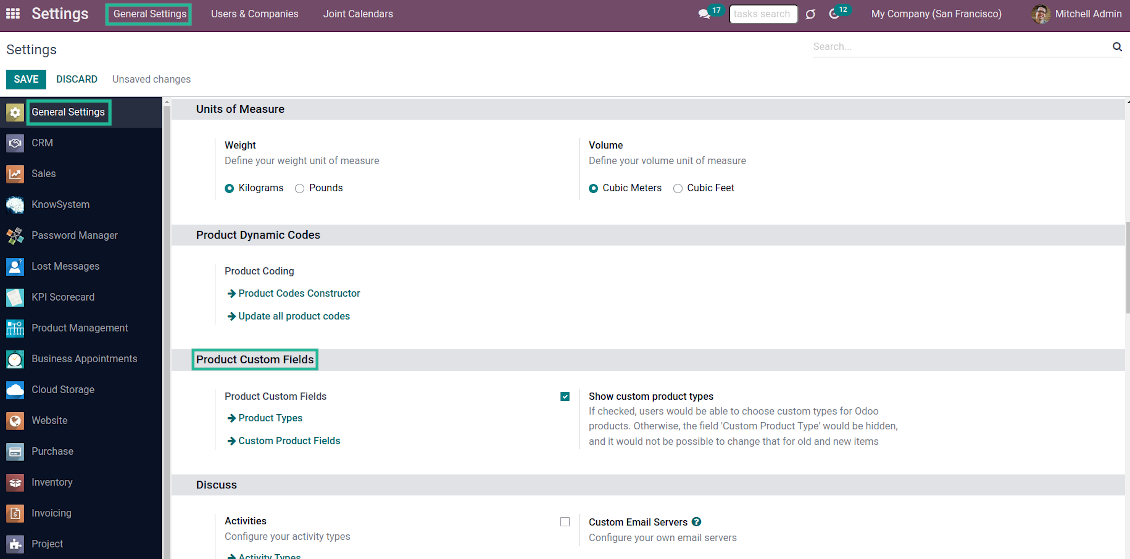 Settings General Settings Users & Companies Joint Calendars 17 tasks search 12 My Company (San Francisco) Mitchell Admin
Settings
Search...
SAVE DISCARD Unsaved changes
General Settings
CRM
Sales
KnowSystem
Password Manager
Lost Messages
KPI Scorecard
Product Management
Business Appointments
Cloud Storage
Website
Purchase
Inventory
Invoicing
Project
Units of Measure
Weight
Define your weight unit of measure
Kilograms Pounds
Volume
Define your volume unit of measure
Cubic Meters Cubic Feet
Product Dynamic Codes
Product Coding
Product Codes Constructor
Update all product codes
Product Custom Fields
Product Custom Fields
Product Types
Custom Product Fields
Show custom product types
If checked, users would be able to choose custom types for Odoo
products. Otherwise, the field 'Custom Product Type' would be hidden,
and it would not be possible to change that for old and new items
Discuss
Activities
Configure your activity types
Activity Types
Custom Email Servers ?
Configure your own email servers